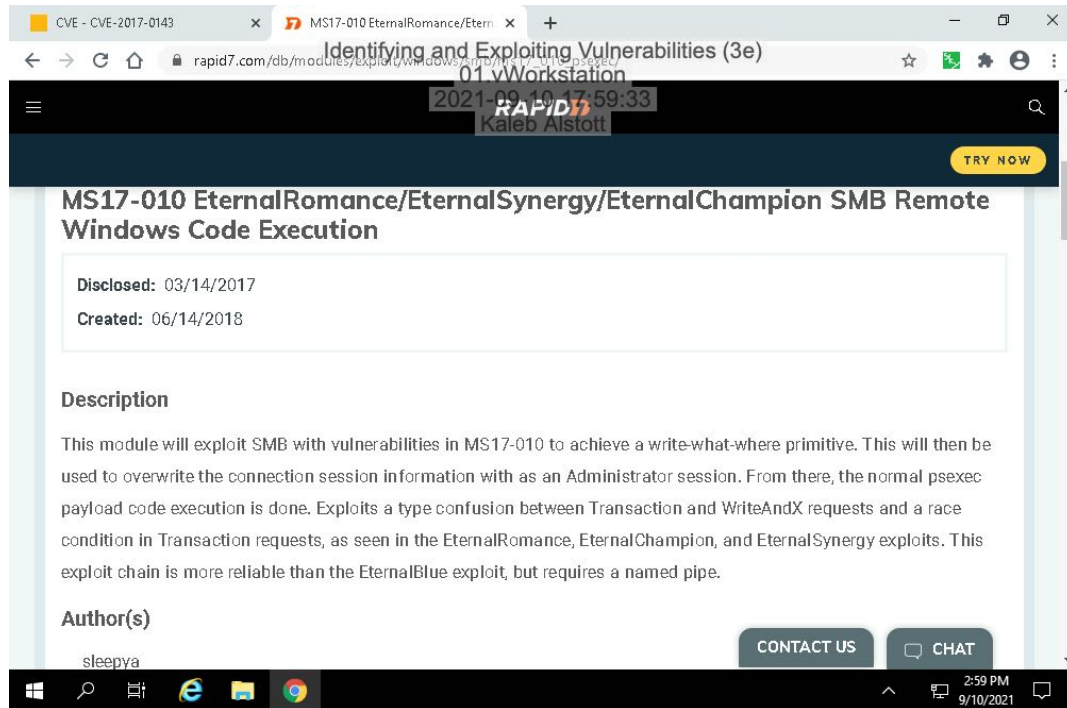 CVE - CVE-2017-0143
MS17-010 EternalRomance/Etern
Identifying and Exploiting Vulnerabilities (3e)
rapid7.com/db/modules/exploit/windows/smb/ms17_010_psexec/
01.vWorkstation
2021-09-10 17:59:33
RAPID7
Kaleb Alstott
TRY NOW
MS17-010 EternalRomance/EternalSynergy/EternalChampion SMB Remote
Windows Code Execution
Disclosed: 03/14/2017
Created: 06/14/2018
Description
This module will exploit SMB with vulnerabilities in MS17-010 to achieve a write-what-where primitive. This will then be
used to overwrite the connection session information with as an Administrator session. From there, the normal psexec
payload code execution is done. Exploits a type confusion between Transaction and WriteAndX requests and a race
condition in Transaction requests, as seen in the EternalRomance, EternalChampion, and EternalSynergy exploits. This
exploit chain is more reliable than the EternalBlue exploit, but requires a named pipe.
Author(s)
sleepya
CONTACT US
CHAT
2:59 PM
9/10/2021